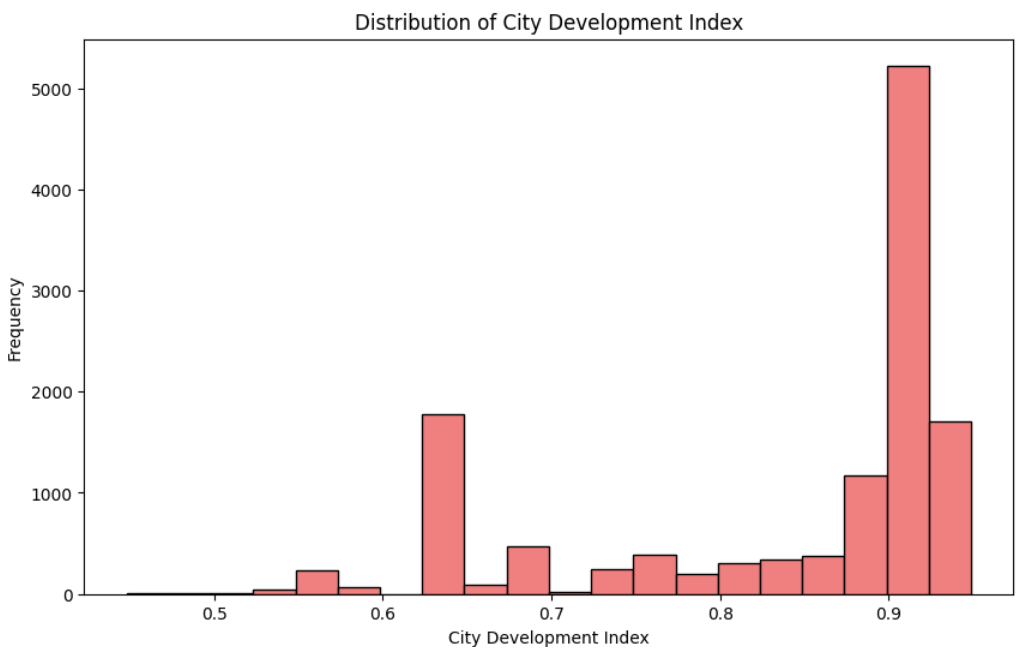 Distribution of City Development Index
5000
4000
3000
2000
1000
0
Frequency
0.5 0.6 0.7 0.8 0.9
City Development Index